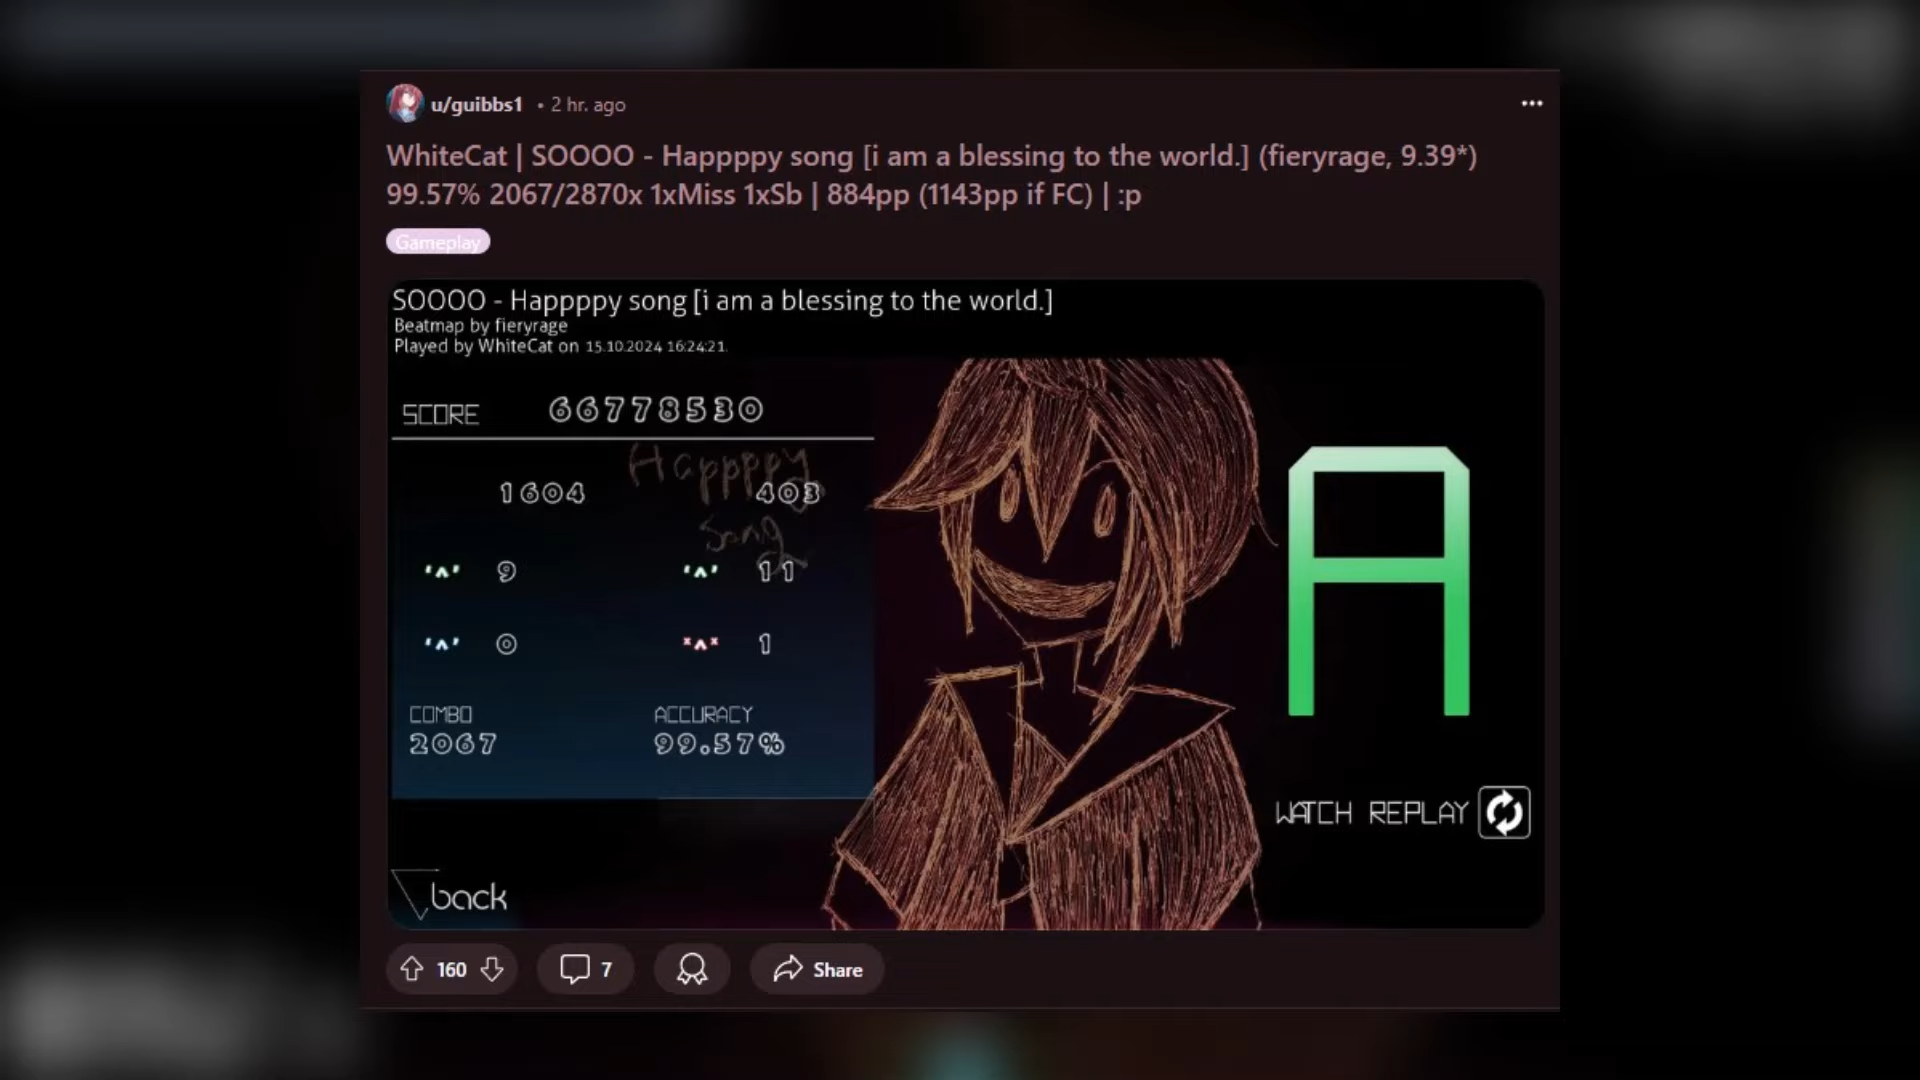 u/guibbs1 • 2 hr. ago
WhiteCat | SOOOO - Happpppy song [i am a blessing to the world.] (fieryrage, 9.39*)
99.57% 2067/2870x 1xMiss 1xSb | 884pp (1143pp if FC) | :p
Gameplay
SOOOO - Happpppy song [i am a blessing to the world.]
Beatmap by fieryrage
Played by WhiteCat on 15.10.2024 16:24:21.
SCORE 66778530
Happppy
1604 403
Song
'^' 9 '^' 11
'^' 0 x^x 1
COMBO ACCURACY
2067 99.57%
WATCH REPLAY
back
160 7 Share